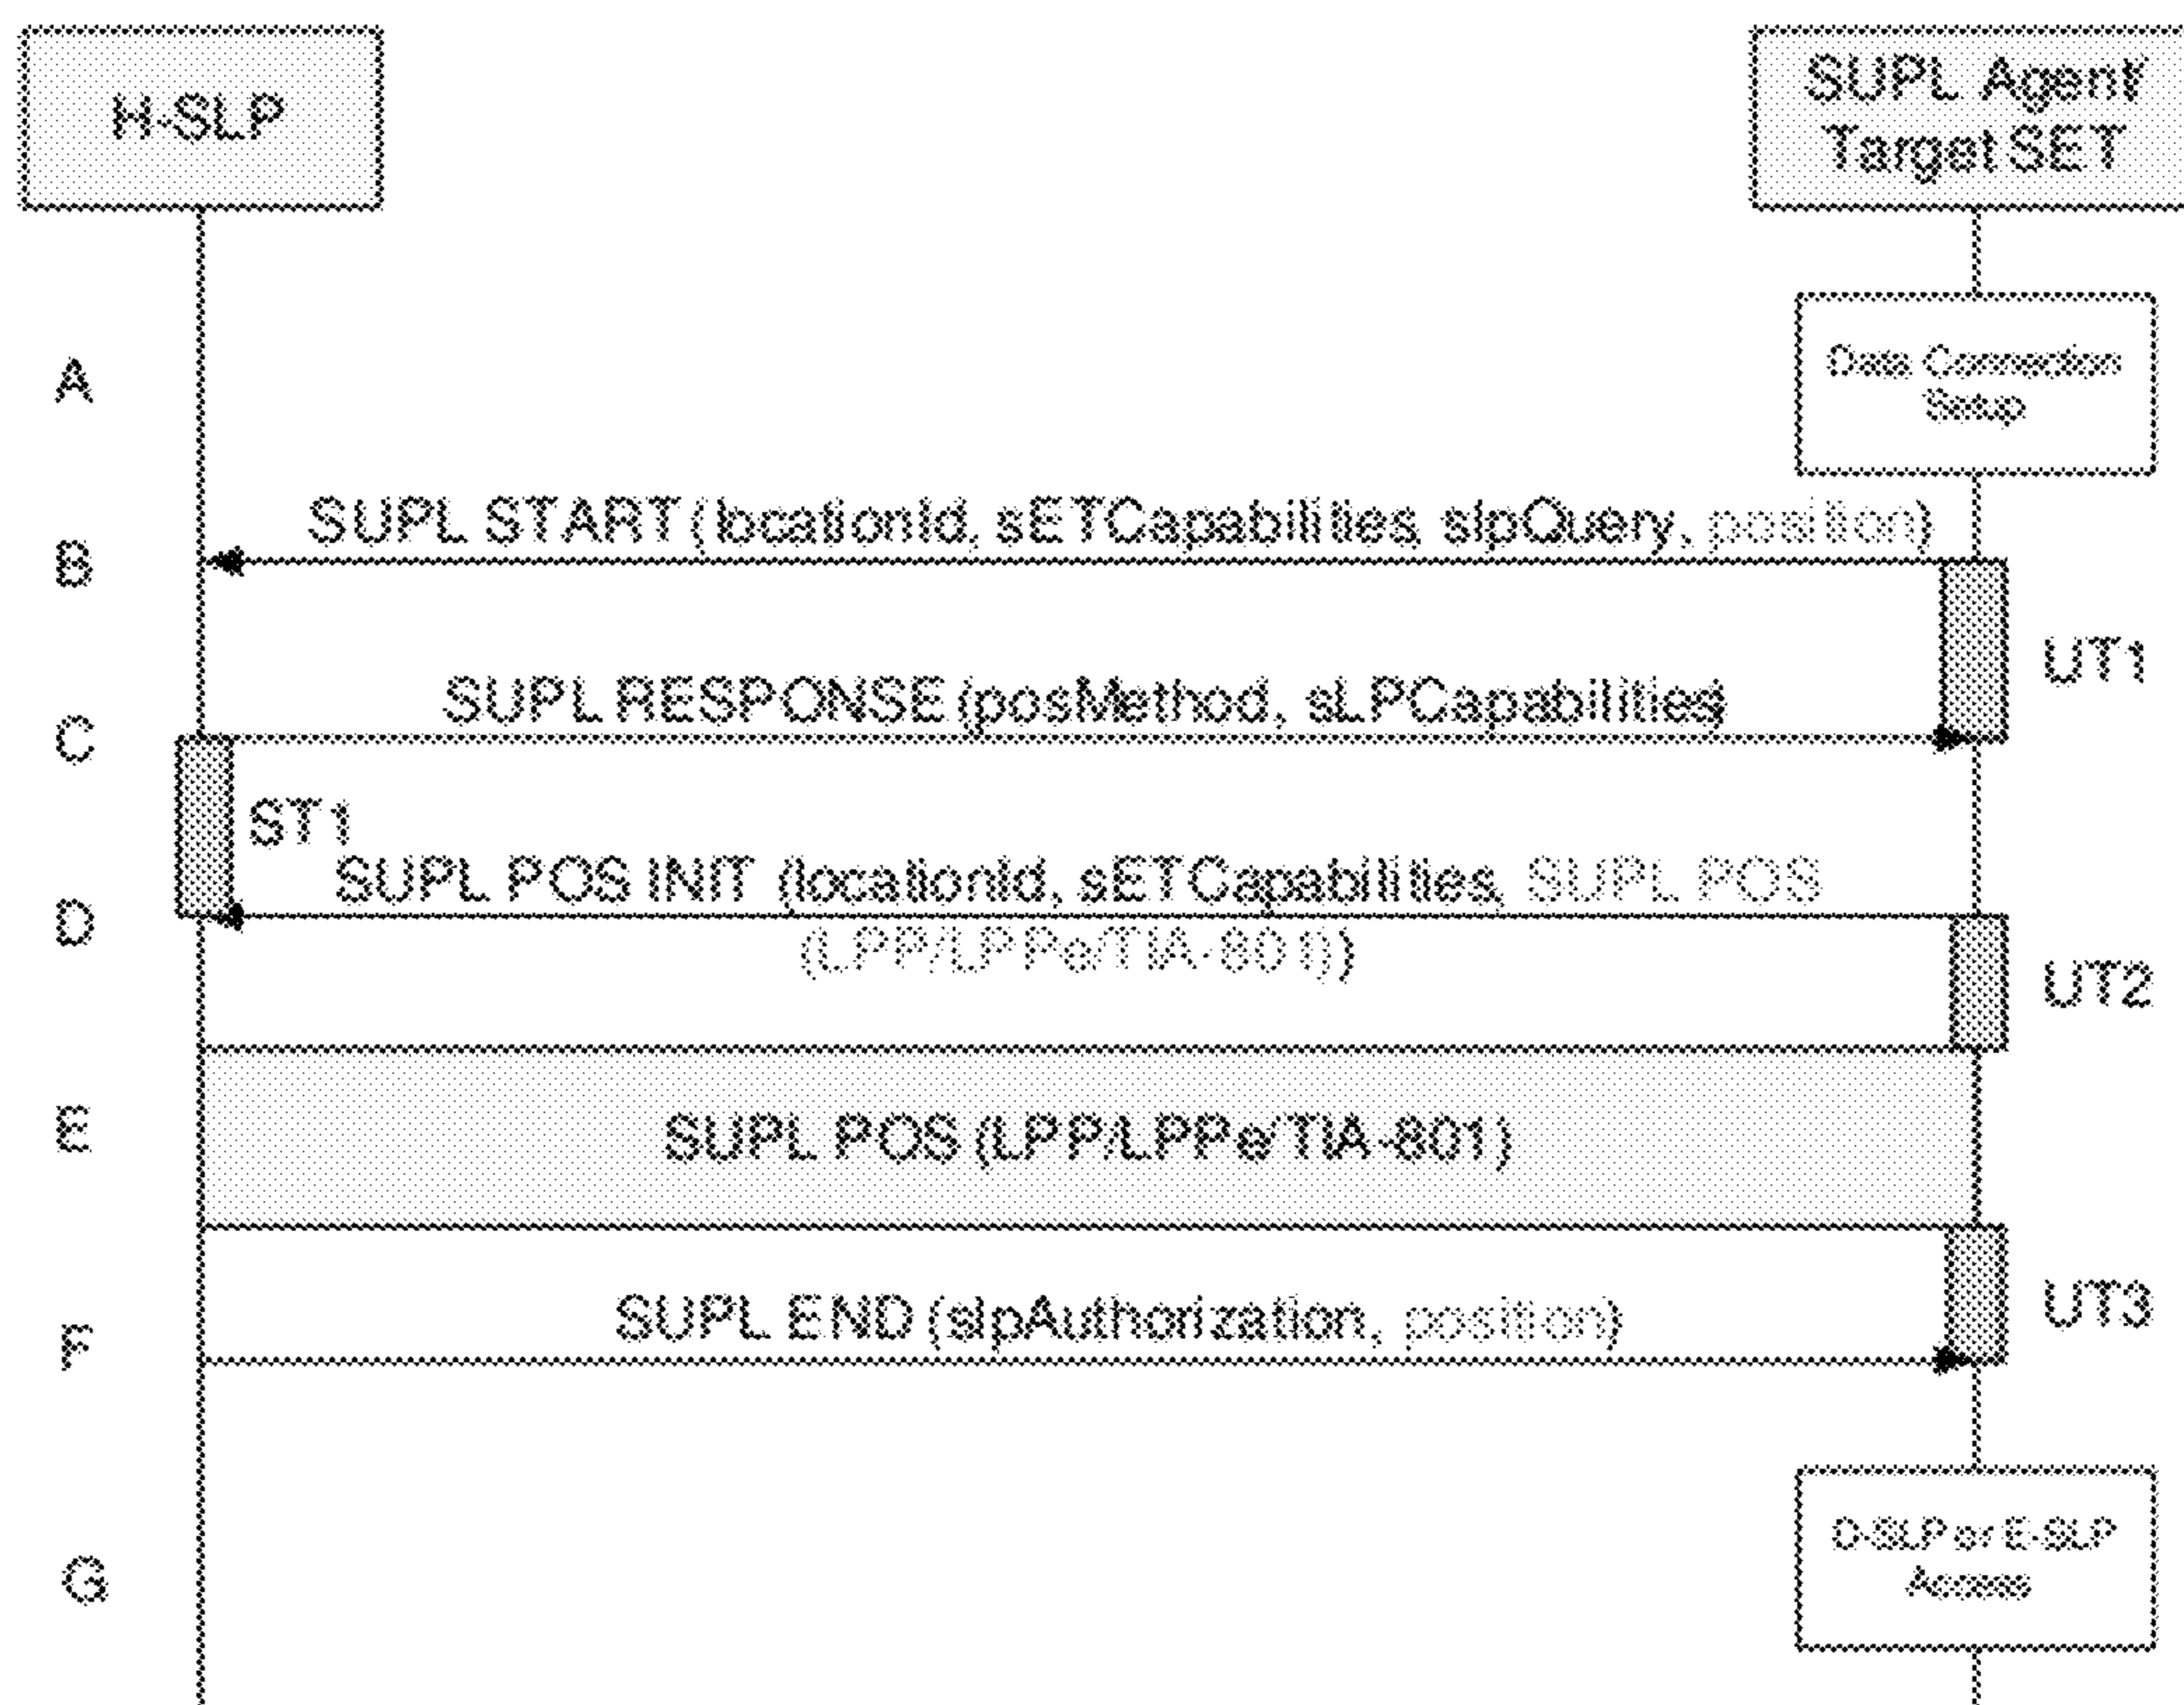 H-SLP
SUPL Agent/
Target SET
A
Data Connection
Setup
SUPL START (locationId, sETCapabilities, slpQuery, position)
B
UT1
SUPL RESPONSE (posMethod, sLPCapabilities)
C
ST1
SUPL POS INIT (locationId, sETCapabilities, SUPL POS
D
(LPP/LPPe/TIA-801))
UT2
E
SUPL POS (LPP/LPPe/TIA-801)
SUPL END (slpAuthorization, position)
UT3
F
D-SLP or E-SLP
Access
G